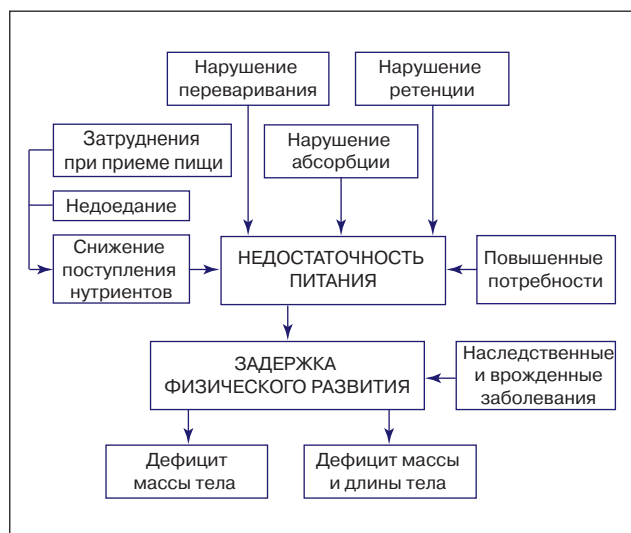 Нарушение
переваривания
Нарушение
ретенции
Затруднения
при приеме пищи
Нарушение
абсорбции
Недоедание
Снижение
поступления
нутриентов
НЕДОСТАТОЧНОСТЬ
ПИТАНИЯ
Повышенные
потребности
ЗАДЕРЖКА
ФИЗИЧЕСКОГО РАЗВИТИЯ
Наследственные
и врожденные
заболевания
Дефицит
массы тела
Дефицит массы
и длины тела